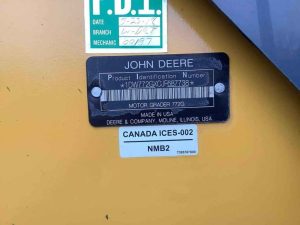 P.D.I.
DATE
BRANCH
MECHANIC
JOHN DEERE
Product Identification Number
MOTOR GRADER 772G
MADE IN USA
DEERE & COMPANY, MOLINE, ILLINOIS, USA
CANADA ICES-002
NMB2